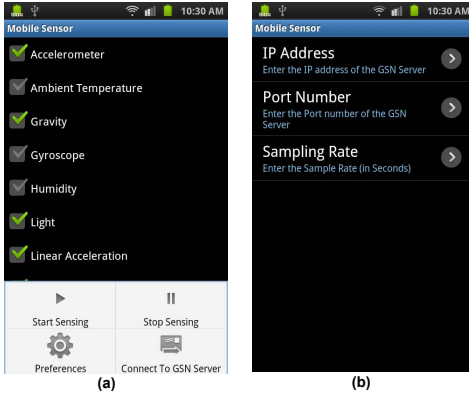 10:30 AM
Mobile Sensor
Accelerometer
Ambient Temperature
Gravity
Gyroscope
Humidity
Light
Linear Acceleration
Start Sensing
Stop Sensing
Preferences
Connect To GSN Server
(a)
10:30 AM
Mobile Sensor
IP Address
Enter the IP address of the GSN Server
Port Number
Enter the Port number of the GSN
Server
Sampling Rate
Enter the Sample Rate (in Seconds)
(b)